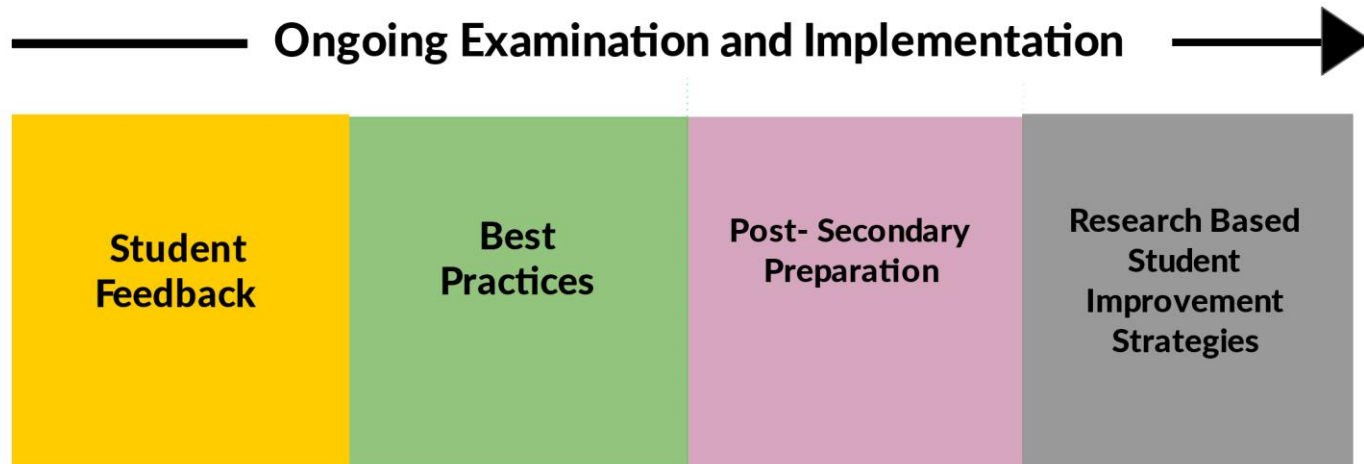 Ongoing Examination and Implementation
Student
Feedback
Best
Practices
Post- Secondary
Preparation
Research Based
Student
Improvement
Strategies